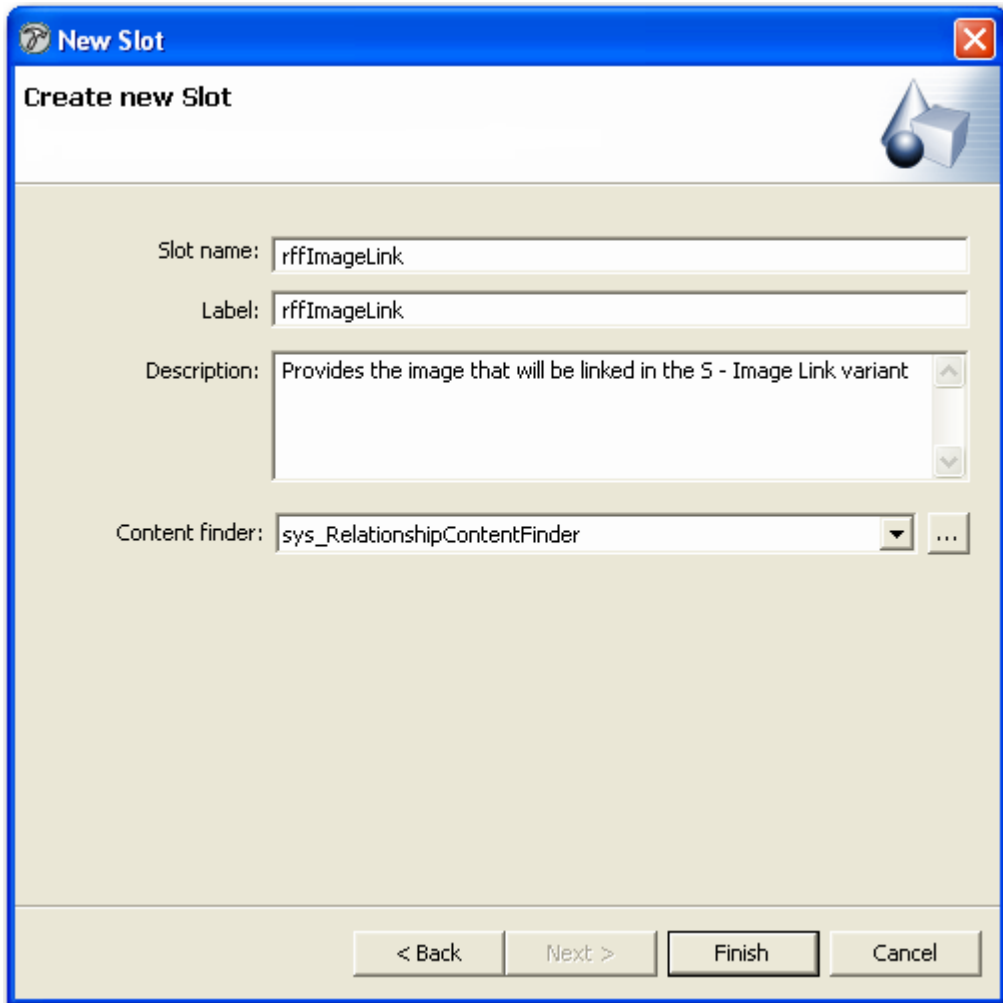 New Slot
Create new Slot
Slot name: rffImageLink
Label: rffImageLink
Description: Provides the image that will be linked in the S - Image Link variant
Content finder: sys_RelationshipContentFinder ...
< Back Next > Finish Cancel